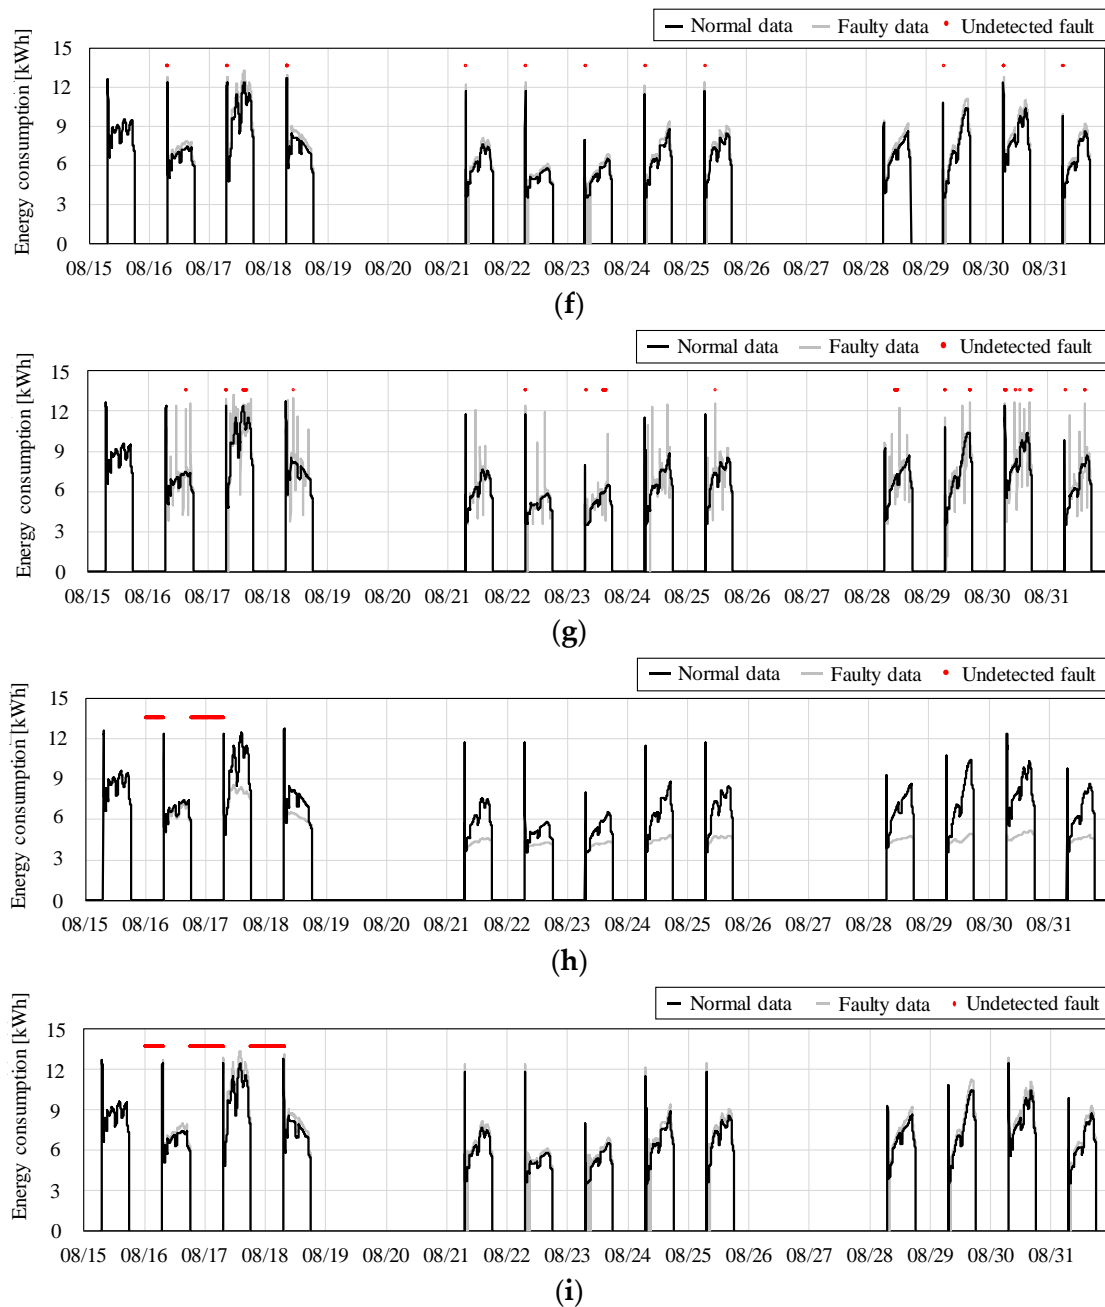 Normal data Faulty data Undetected fault
Energy consumption [kWh]
15
12
9
6
3
0
08/15 08/16 08/17 08/18 08/19 08/20 08/21 08/22 08/23 08/24 08/25 08/26 08/27 08/28 08/29 08/30 08/31
(f)
Normal data Faulty data Undetected fault
Energy consumption [kWh]
15
12
9
6
3
0
08/15 08/16 08/17 08/18 08/19 08/20 08/21 08/22 08/23 08/24 08/25 08/26 08/27 08/28 08/29 08/30 08/31
(g)
Normal data Faulty data Undetected fault
Energy consumption [kWh]
15
12
9
6
3
0
08/15 08/16 08/17 08/18 08/19 08/20 08/21 08/22 08/23 08/24 08/25 08/26 08/27 08/28 08/29 08/30 08/31
(h)
Normal data Faulty data Undetected fault
Energy consumption [kWh]
15
12
9
6
3
0
08/15 08/16 08/17 08/18 08/19 08/20 08/21 08/22 08/23 08/24 08/25 08/26 08/27 08/28 08/29 08/30 08/31
(i)